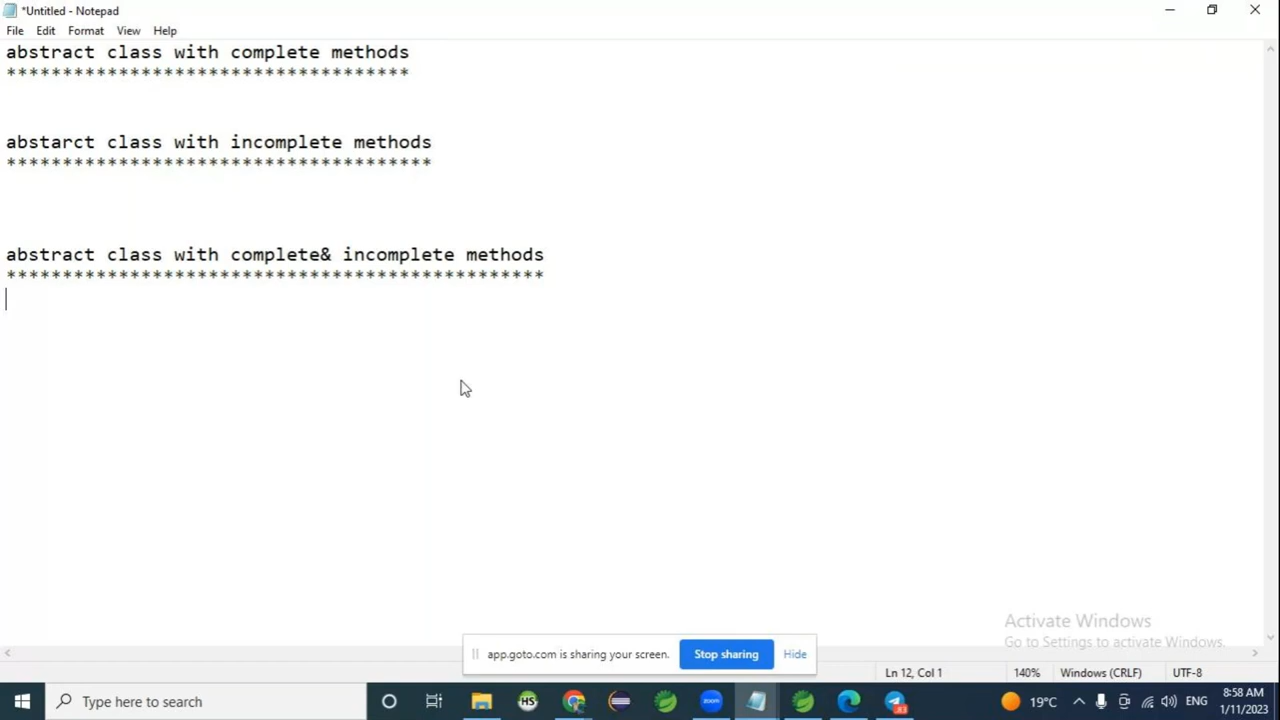 *Untitled - Notepad
File Edit Format View Help
abstract class with complete methods
************************************
abstarct class with incomplete methods
**************************************
abstract class with complete& incomplete methods
************************************************
Activate Windows
Go to Settings to activate Windows.
app.goto.com is sharing your screen. Stop sharing Hide
Ln 12, Col 1 140% Windows (CRLF) UTF-8
Type here to search HS zoom 19°C ENG 8:58 AM
1/11/2023